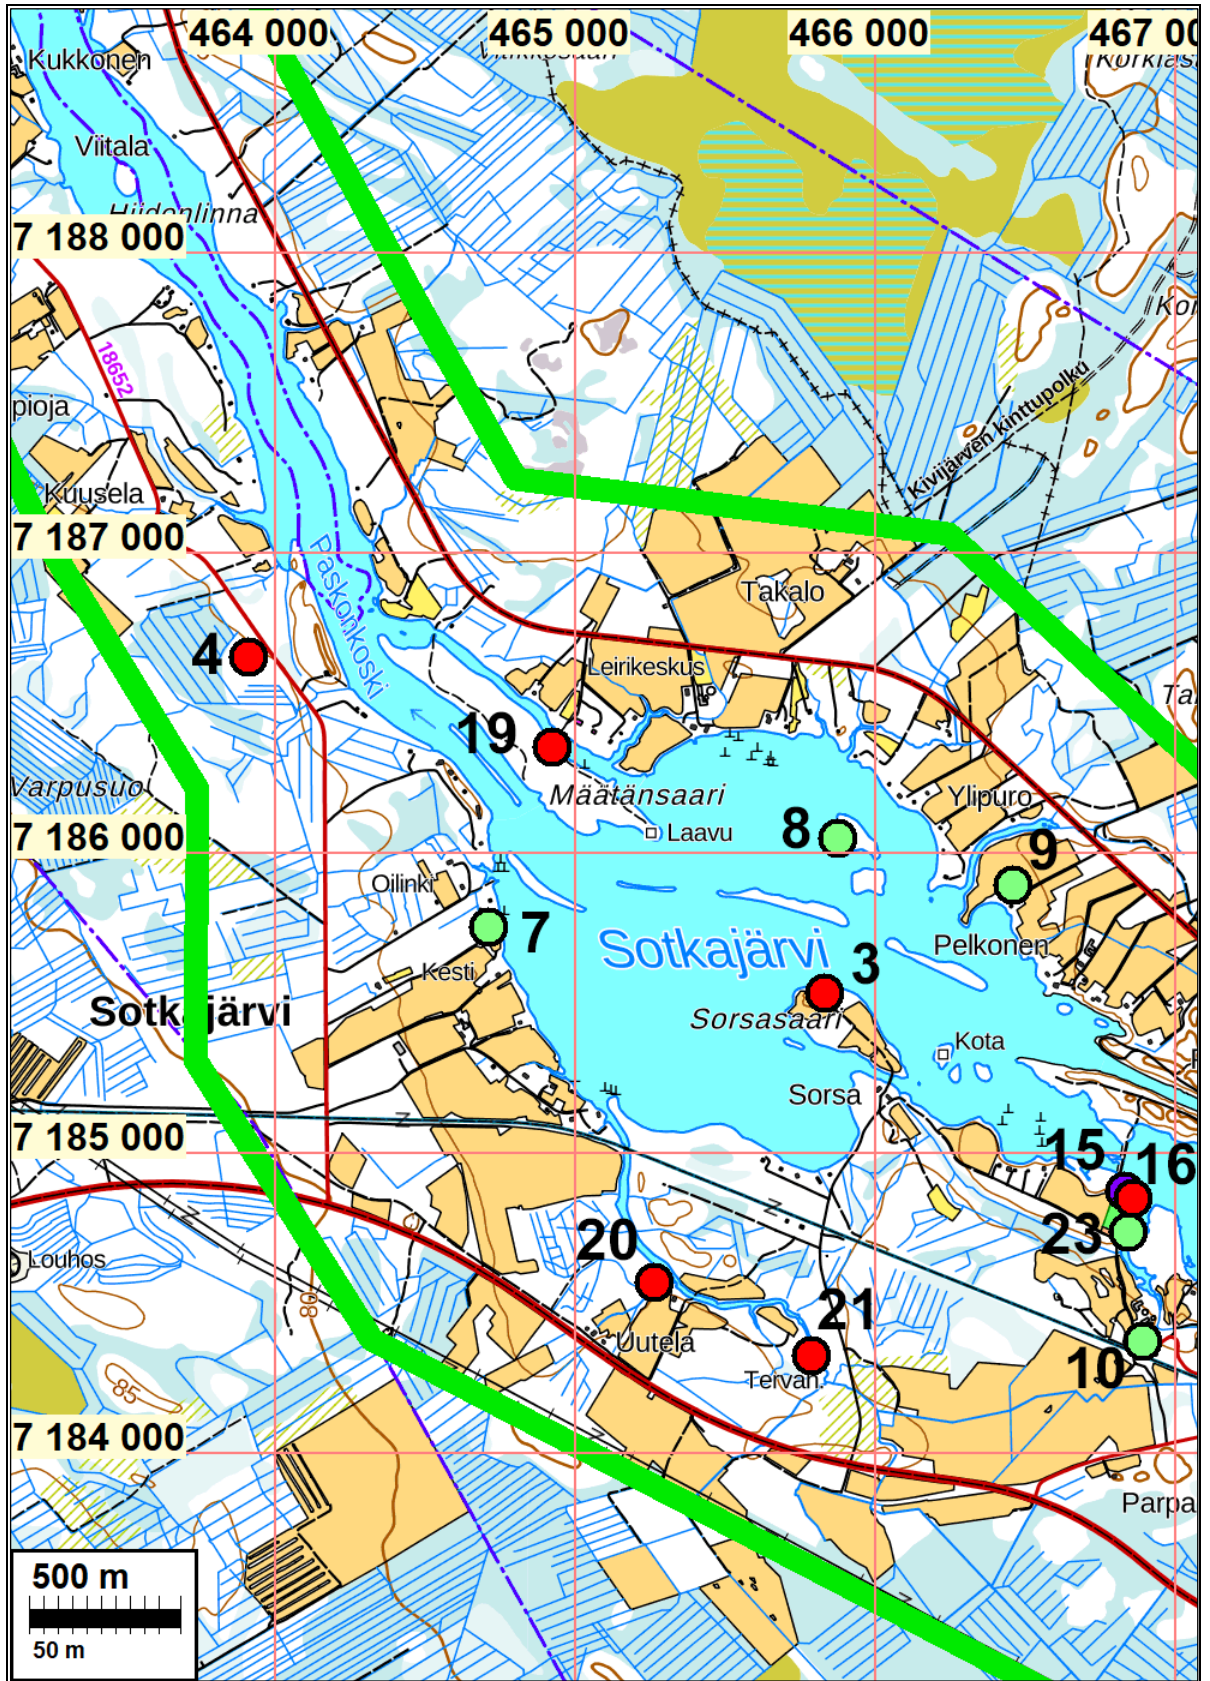 464 000
465 000
466 000
467 00
Kukkonen
Viitala
Hiidenlinna
7 188 000
18652
pioja
Kivijärven kinttupolku
Kuusela
7 187 000
Paskonkoski
Takalo
4
Leirikeskus
19
Varpusuo
Määtänsaari
Ylipuro
Laavu
8
7 186 000
9
Oilinki
7
Sotkajärvi
Pelkonen
Kesti
3
Sotkajärvi
Sorsasaari
Kota
Sorsa
7 185 000
15
16
23
20
Louhos
80
21
Uutela
10
Tervah.
85
7 184 000
Parpa
500 m
50 m